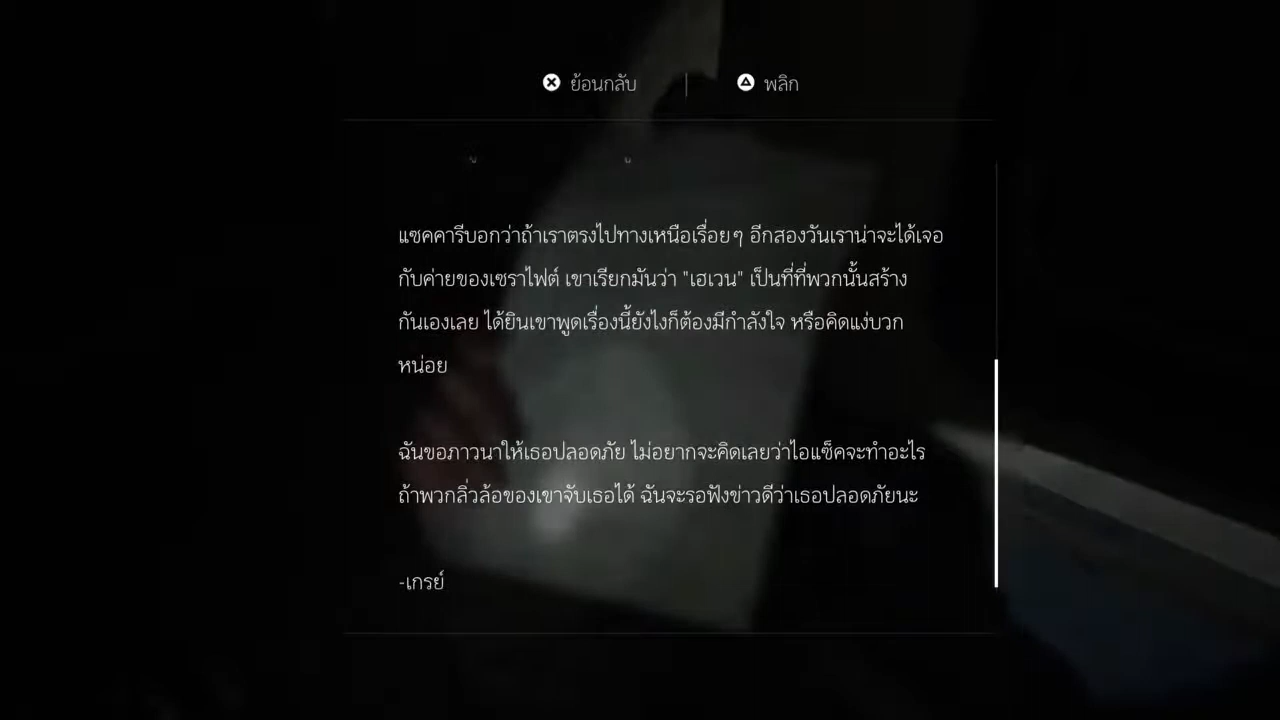 ย้อนกลับ | พลิก
แซคคารีบอกว่าถ้าเราตรงไปทางเหนือเรื่อยๆ อีกสองวันเราน่าจะได้เจอ
กับค่ายของเซราไฟต์ เขาเรียกมันว่า "เฮเวน" เป็นที่ที่พวกนั้นสร้าง
กันเองเลย ได้ยินเขาพูดเรื่องนี้ยังไงก็ต้องมีกำลังใจ หรือคิดแง่บวก
หน่อย
ฉันขอภาวนาให้เธอปลอดภัย ไม่อยากจะคิดเลยว่าไอแซ็คจะทำอะไร
ถ้าพวกลิ่วล้อของเขาจับเธอได้ ฉันจะรอฟังข่าวดีว่าเธอปลอดภัยนะ
-เกรย์